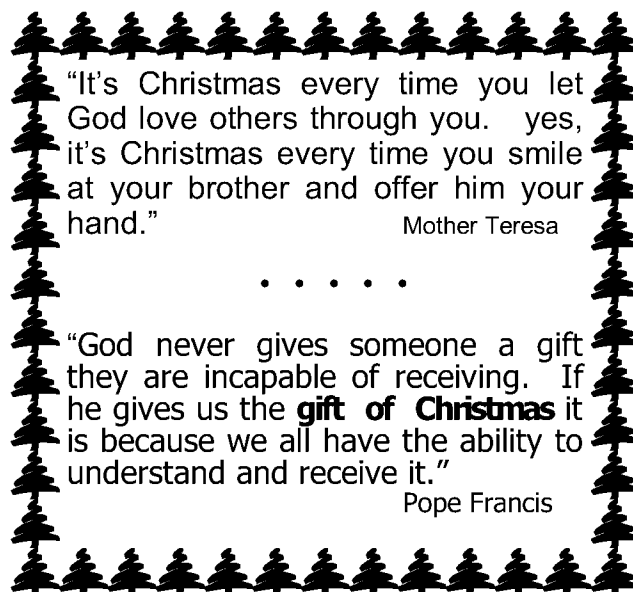 “It’s Christmas every time you let
God love others through you. yes,
it’s Christmas every time you smile
at your brother and offer him your
hand.” Mother Teresa
. . . . .
“God never gives someone a gift
they are incapable of receiving. If
he gives us the gift of Christmas it
is because we all have the ability to
understand and receive it.”
Pope Francis